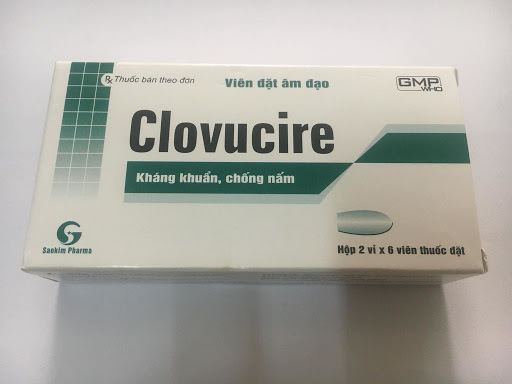 Rx Thuốc bán theo đơn
Viên đặt âm đạo
GMP
WHO
Clovucire
Kháng khuẩn, chống nấm
Saokim Pharma
Hộp 2 vỉ x 6 viên thuốc đặt